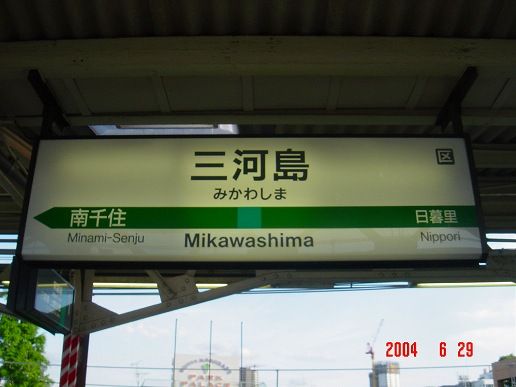 三河島
区
みかわしま
南千住
日暮里
Minami-Senju
Mikawashima
Nippori
2004 6 29